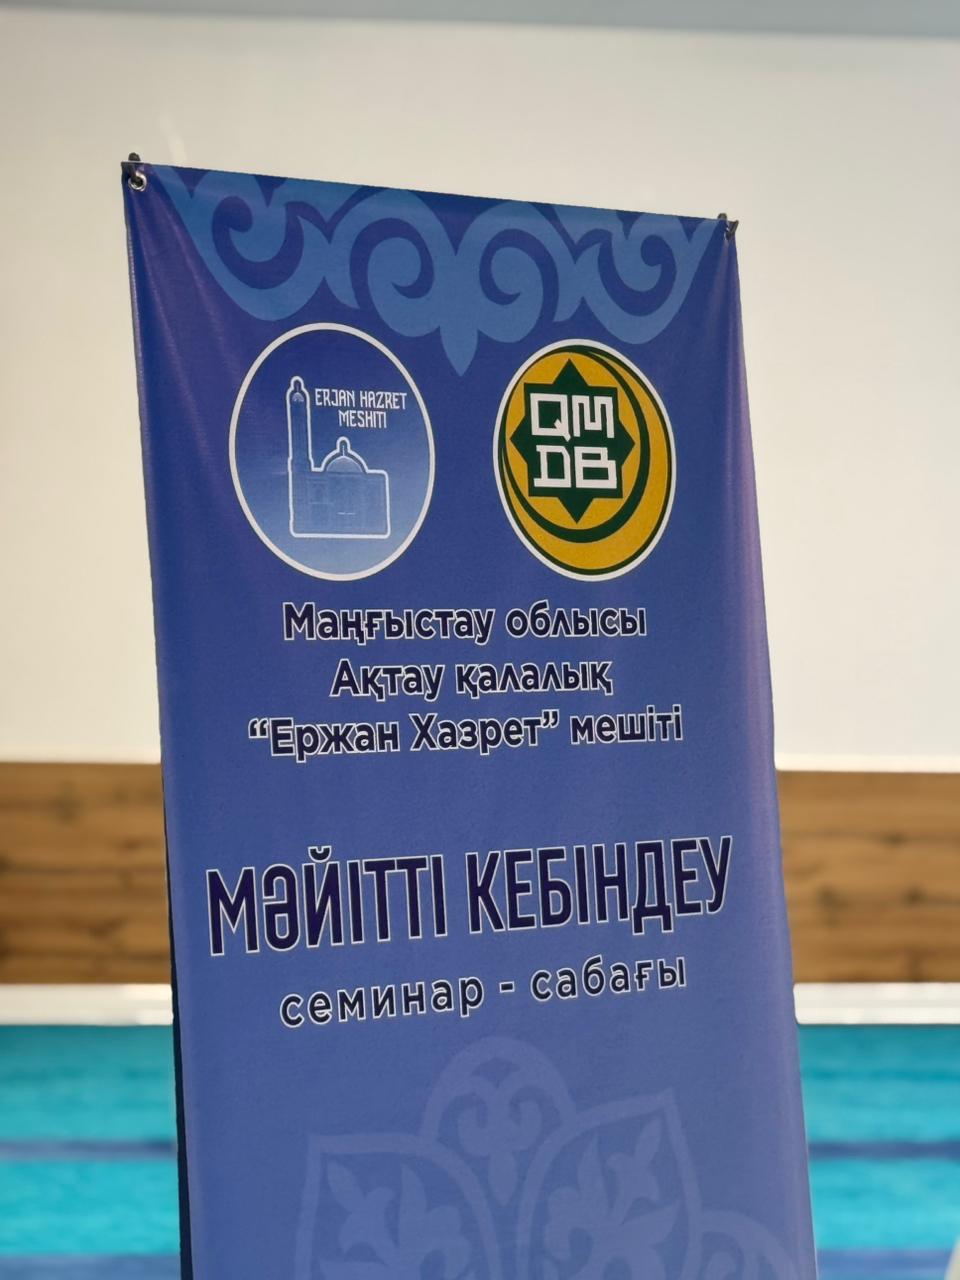 ERJAN HAZRET
MESHITI
QM
DB
Маңғыстау облысы
Ақтау қалалық
“Ержан Хазрет” мешіті
МӘЙІТТІ КЕБІНДЕУ
семинар - сабағы